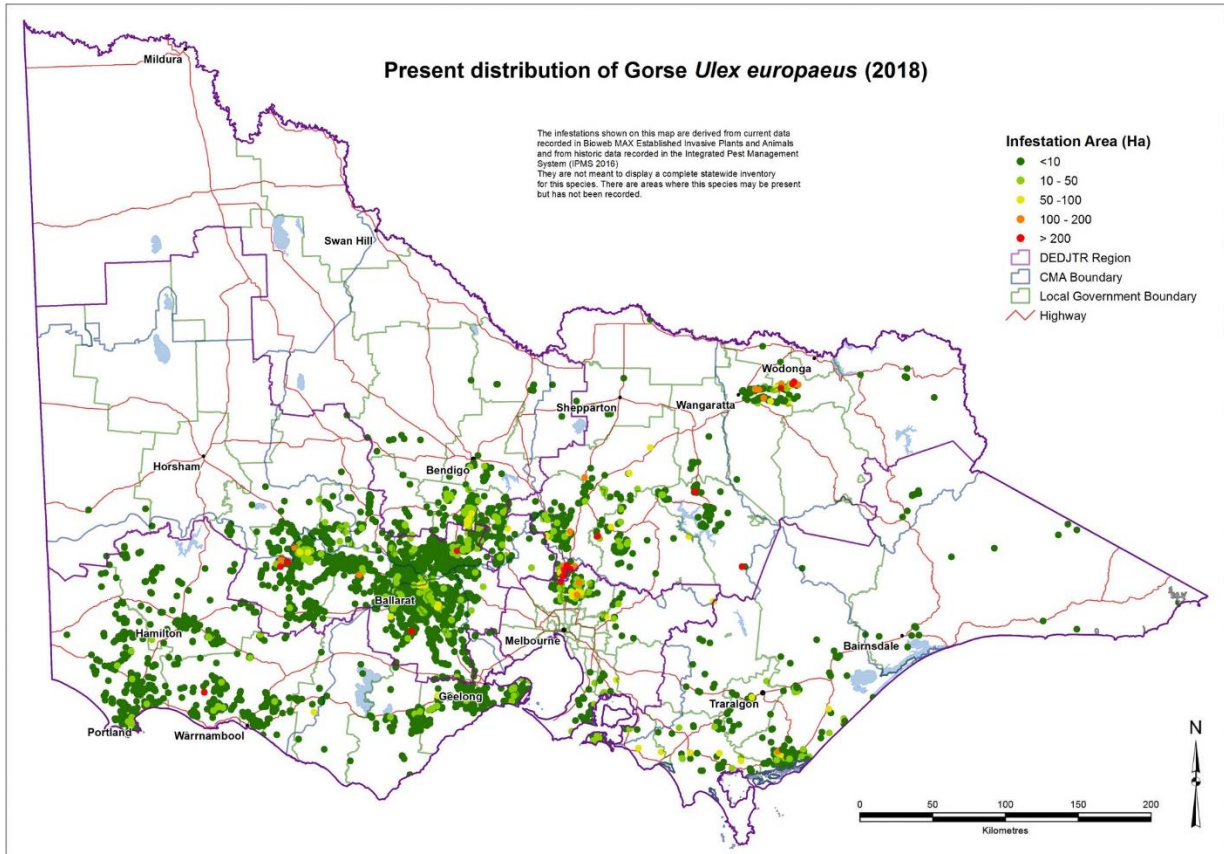 Mildura
Present distribution of Gorse Ulex europaeus (2018)
The infestations shown on this map are derived from current data
recorded in Bioweb MAX Established Invasive Plants and Animals
and from historic data recorded in the Integrated Pest Management
System (IPMS 2016)
They are not meant to display a complete statewide inventory
for this species. There are areas where this species may be present
but has not been recorded.
Infestation Area (Ha)
<10
10 - 50
50 -100
100 - 200
> 200
DEDJTR Region
CMA Boundary
Local Government Boundary
Highway
Swan Hill
Wodonga
Shepparton
Wangaratta
Horsham
Bendigo
Ballarat
Hamilton
Melbourne
Bairnsdale
Geelong
Traralgon
Portland
Warrnambool
N
0 50 100 150 200
Kilometres